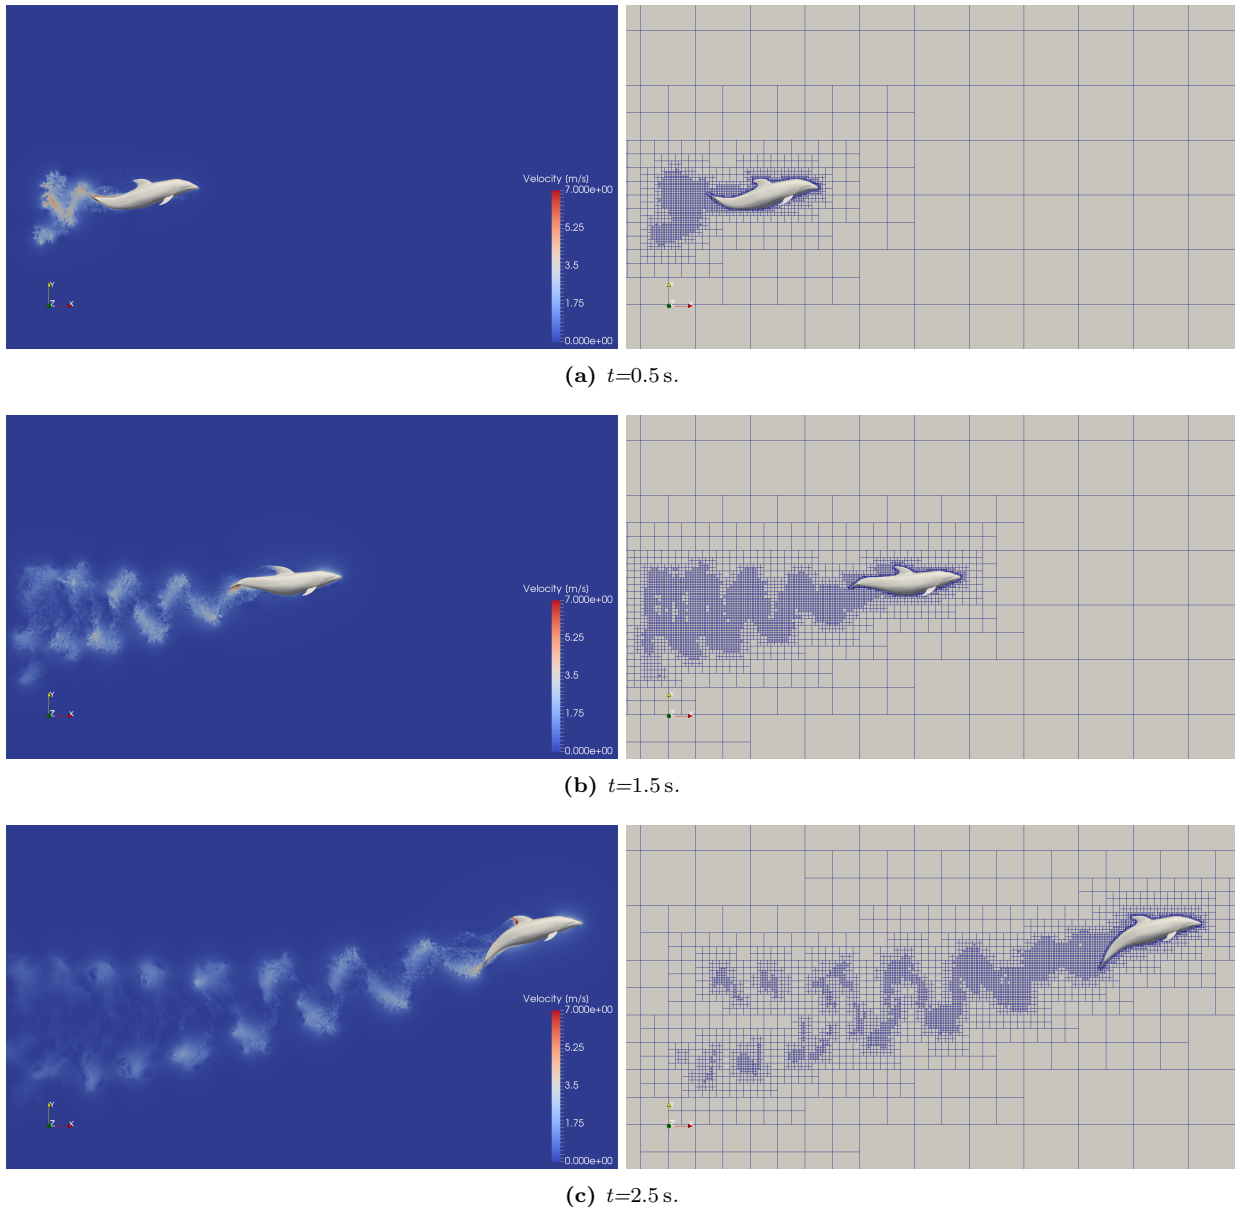 Velocity (m/s)
7.000e+00
5.25
3.5
1.75
0.000e+00
Y
Z X
Y
Z X
(a) t=0.5 s.
Velocity (m/s)
7.000e+00
5.25
3.5
1.75
0.000e+00
Y
Z X
Y
Z X
(b) t=1.5 s.
Velocity (m/s)
7.000e+00
5.25
3.5
1.75
0.000e+00
Y
Z X
Y
Z X
(c) t=2.5 s.